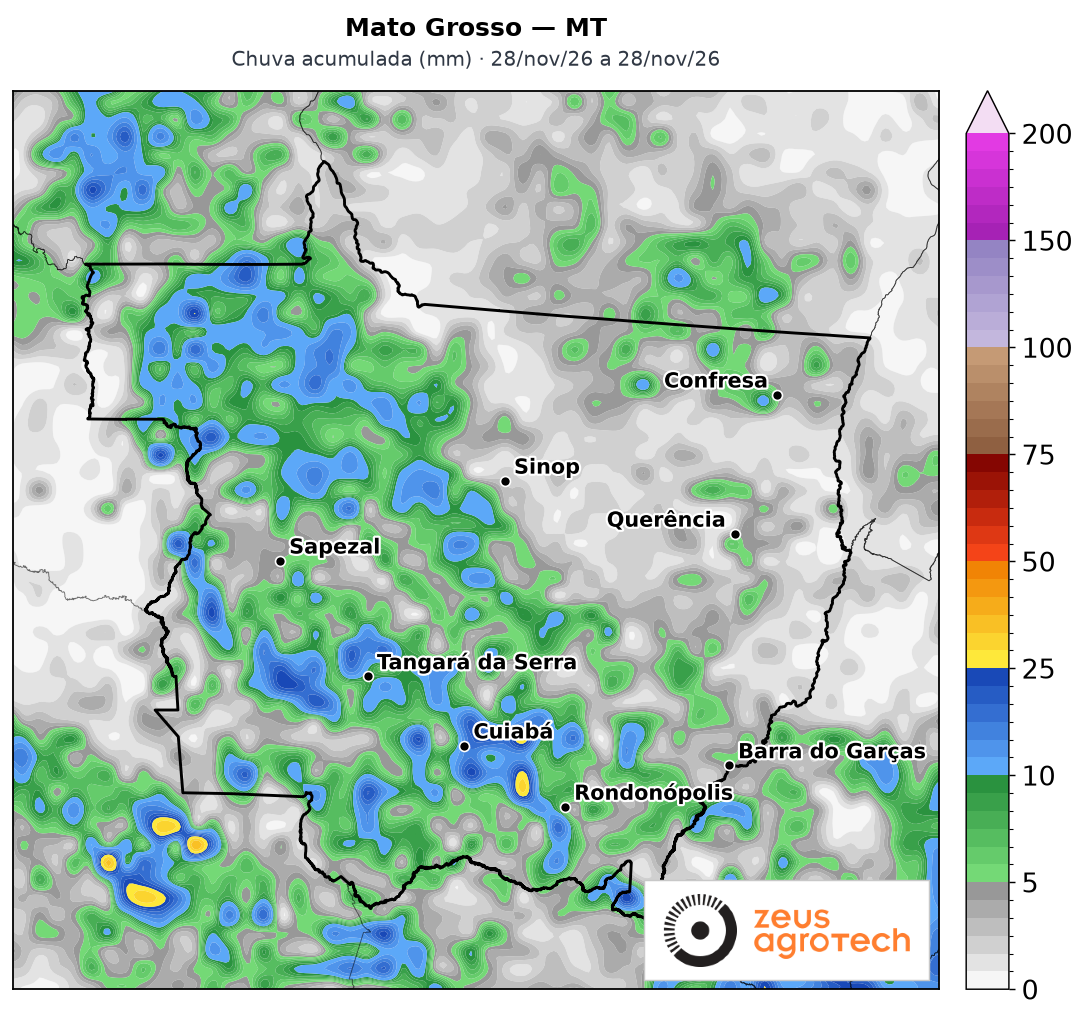 Mato Grosso — MT
Chuva acumulada (mm) · 28/nov/26 a 28/nov/26
200
150
100
75
50
25
10
5
0
Confresa
Sinop
Querência
Sapezal
Tangará da Serra
Cuiabá
Barra do Garças
Rondonópolis
zeus
agrotech